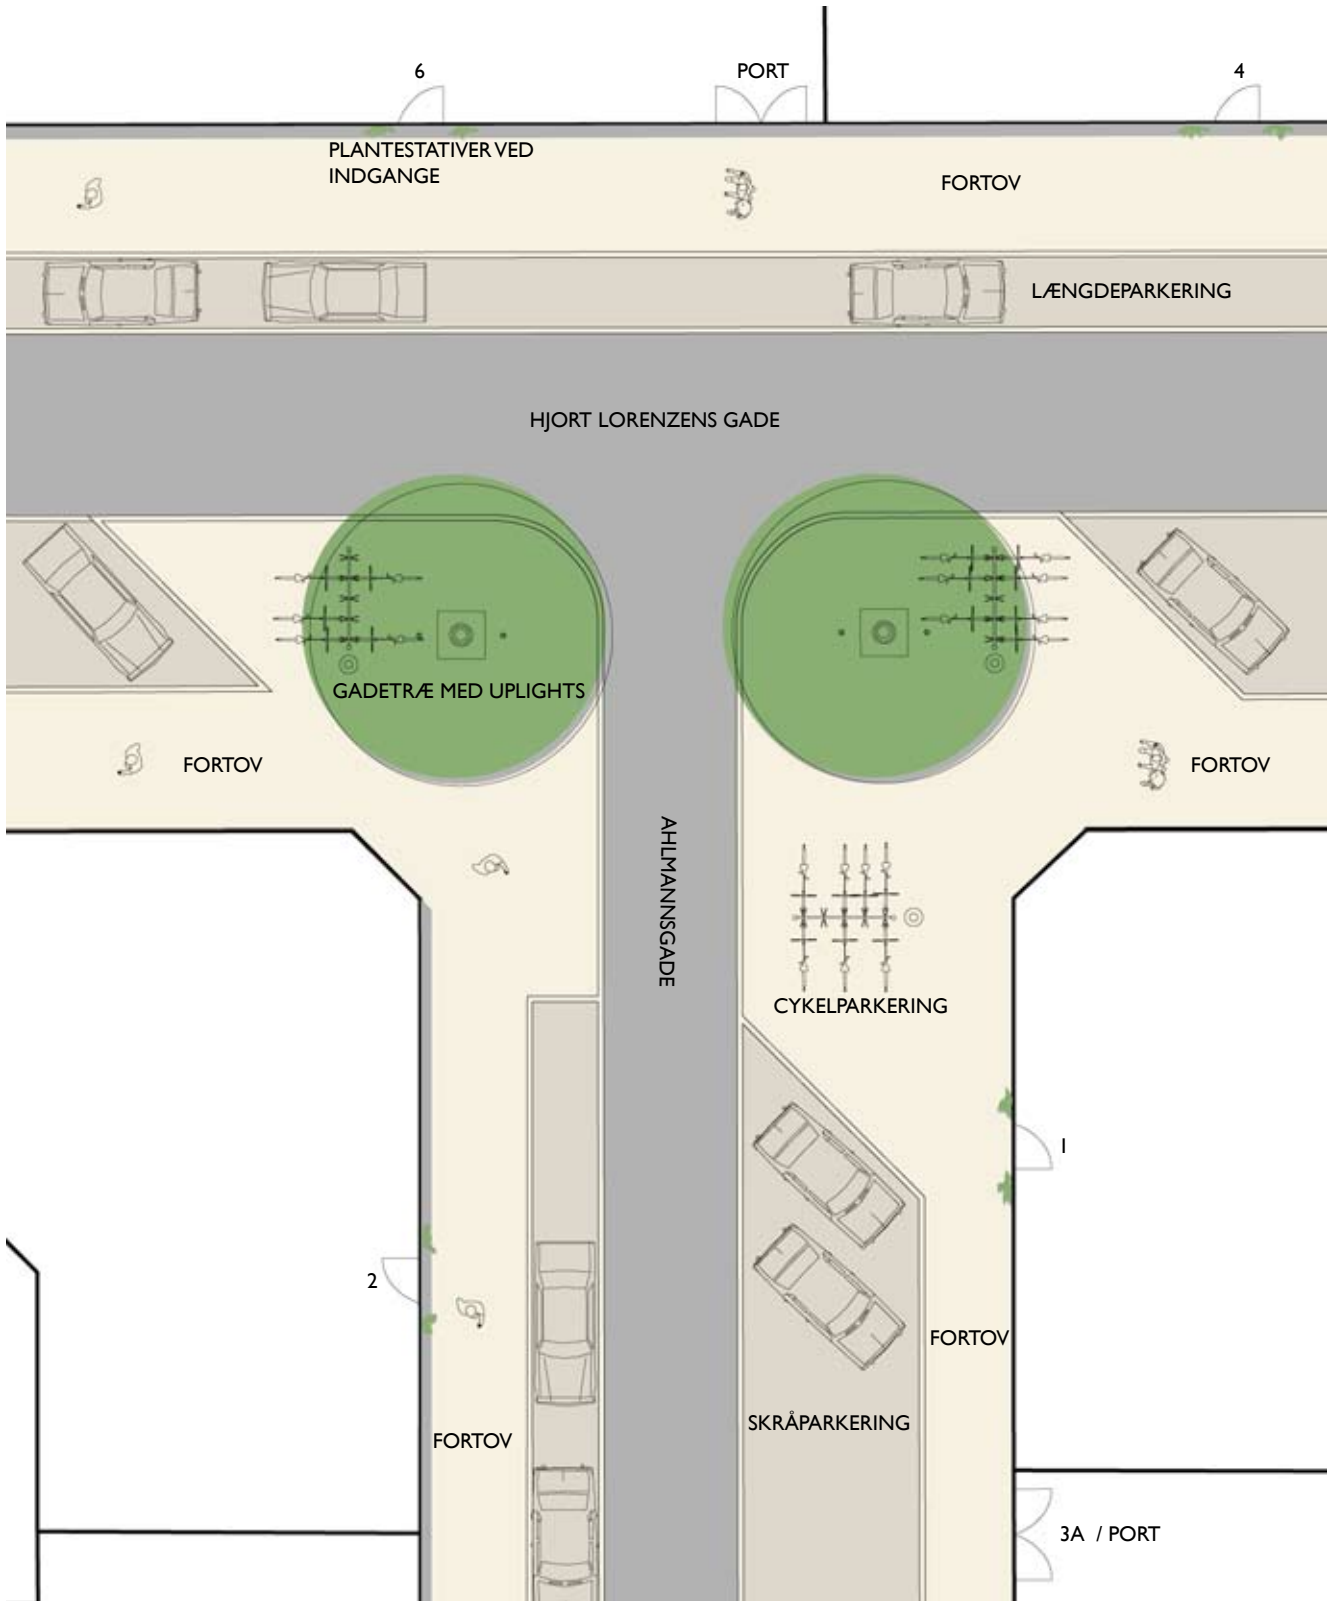 6
PORT
4
PLANTESTATIVER VED
INDGANGE
FORTOV
LÆNGDEPARKERING
HJORT LORENZENS GADE
GADETRÆ MED UPLIGHTS
FORTOV
FORTOV
AHLMANNSGADE
CYKELPARKERING
1
2
FORTOV
SKRÅPARKERING
FORTOV
3A / PORT